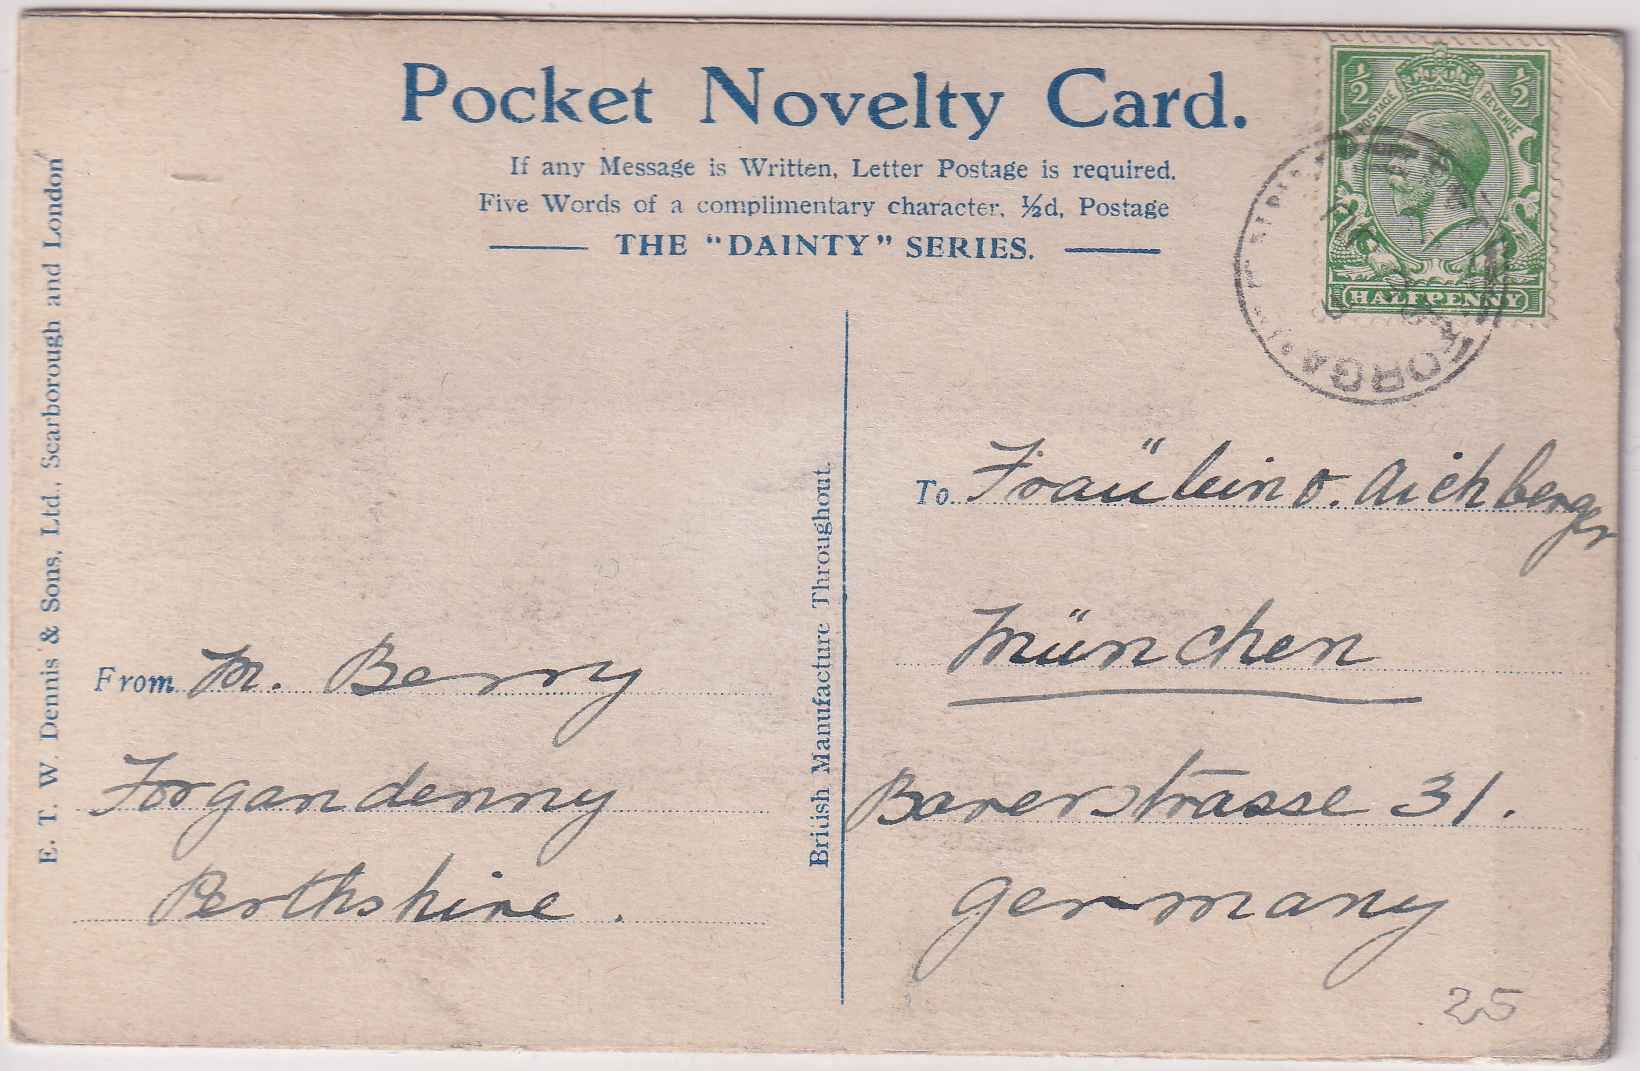 Pocket Novelty Card.
If any Message is Written, Letter Postage is required.
Five Words of a complimentary character, ½d, Postage
THE "DAINTY" SERIES.
½ ½
POSTAGE REVENUE
HALFPENNY
E. T. W. Dennis & Sons, Ltd., Scarborough and London
British Manufacture Throughout.
From M. Berry
Forgandenny
Perthshire.
To Fräulein v. Aichberger
München
Barerstrasse 31.
Germany
25